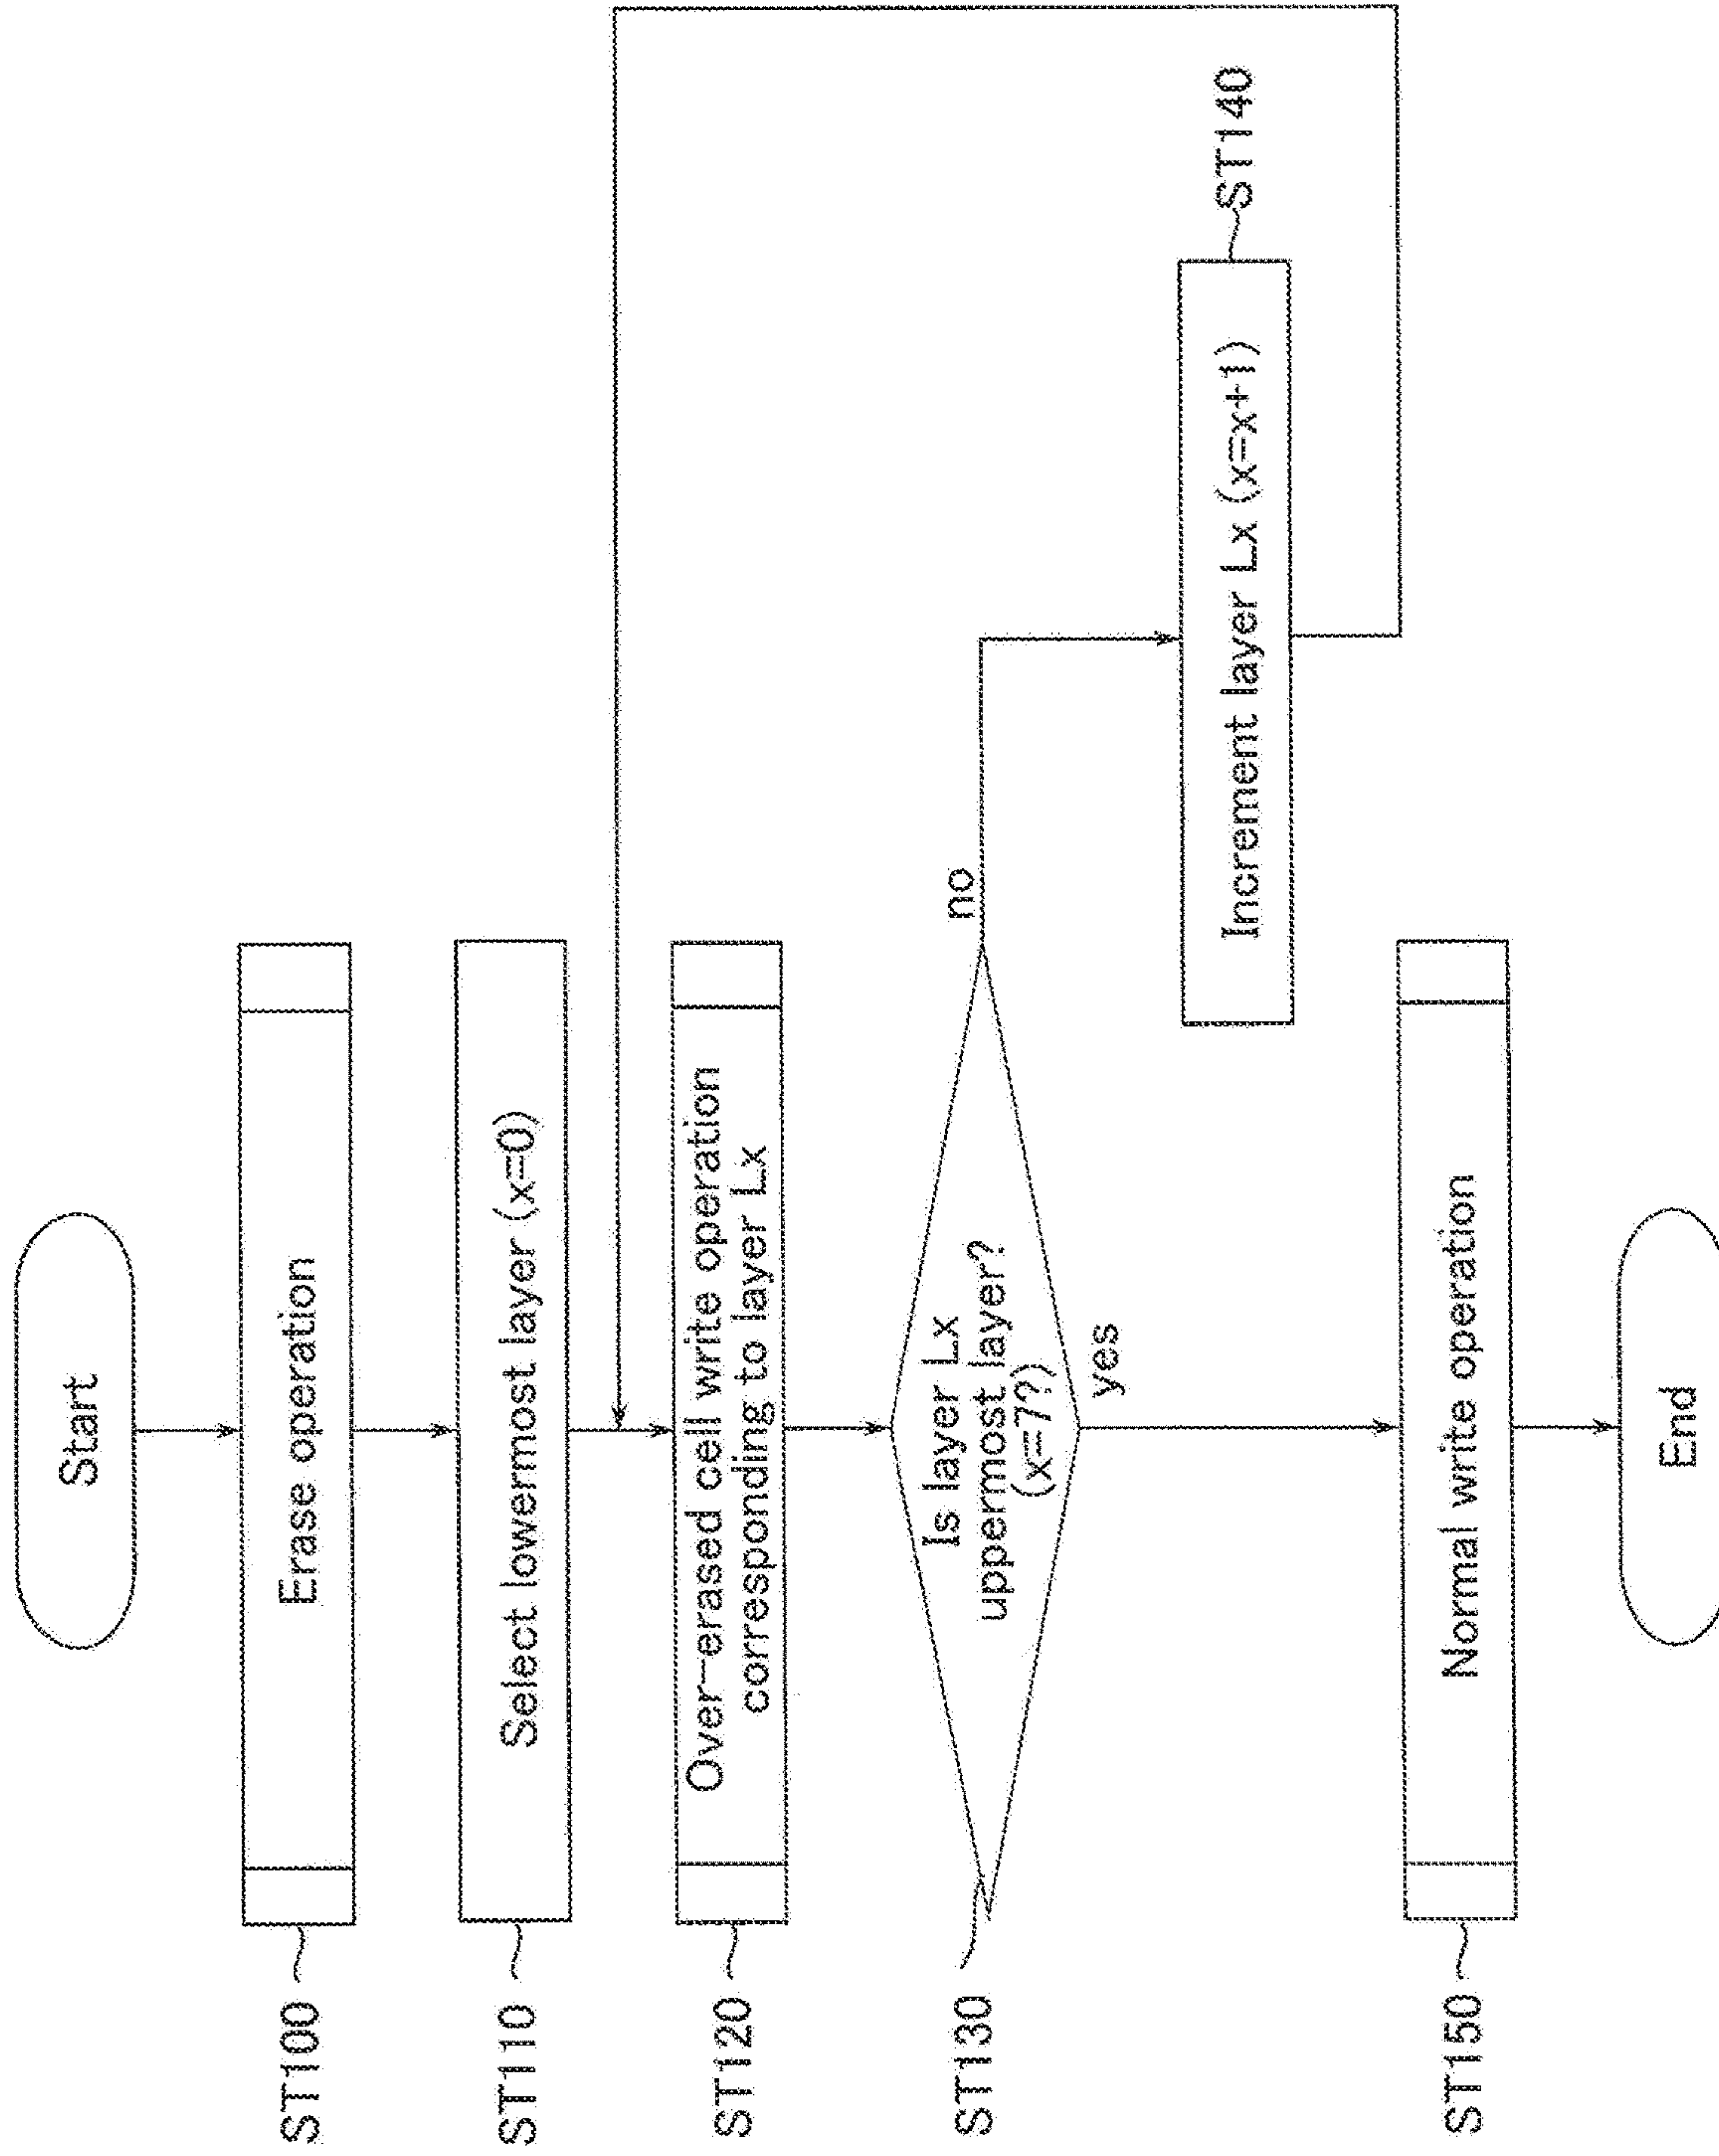 Start
ST100
Erase operation
ST110
Select lowermost layer (x=0)
ST120
Over-erased cell write operation
corresponding to layer Lx
ST130
Is layer Lx
uppermost layer?
(x=7?)
no
yes
Increment layer Lx (x=x+1)
ST140
ST150
Normal write operation
End